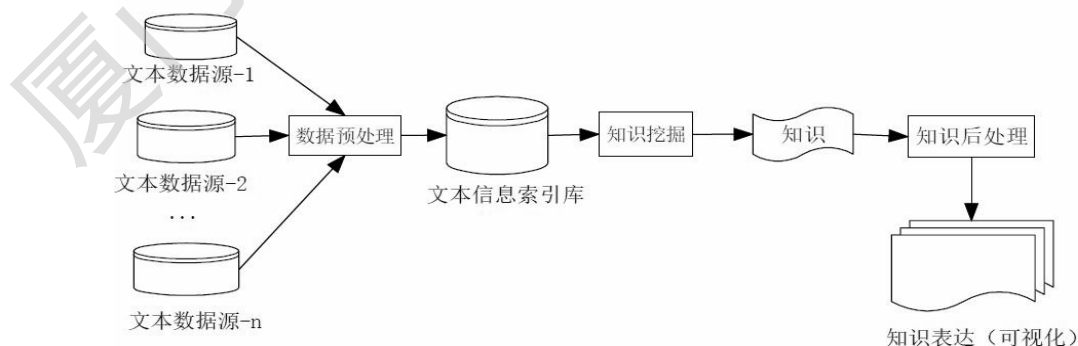 厦
文本数据源-1
文本数据源-2
...
文本数据源-n
数据预处理
文本信息索引库
知识挖掘
知识
知识后处理
知识表达（可视化）